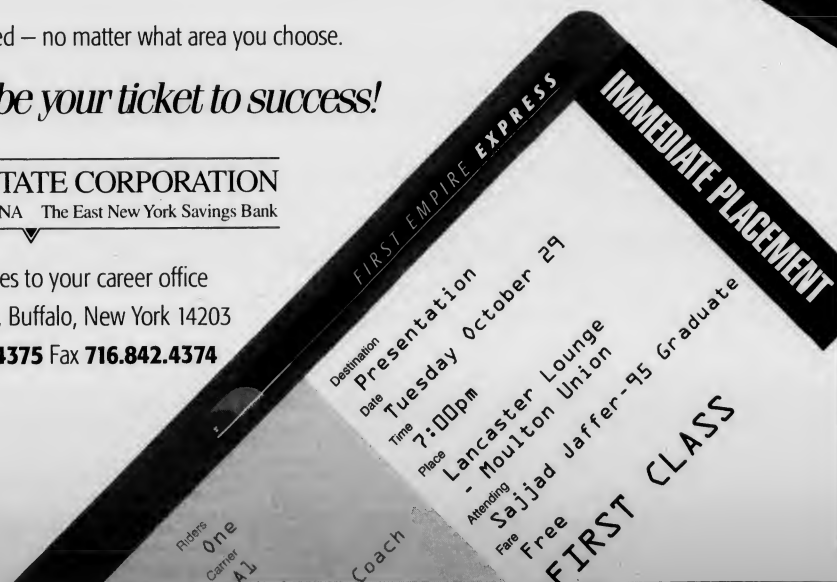 ed – no matter what area you choose.
be your ticket to success!
TATE CORPORATION
NA The East New York Savings Bank
es to your career office
, Buffalo, New York 14203
4375 Fax 716.842.4374
FIRST EMPIRE EXPRESS
IMMEDIATE PLACEMENT
Destination
Presentation
Date
Tuesday October 29
Time
7:00pm
Place
Lancaster Lounge
- Moulton Union
Attending
Sajjad Jaffer-95 Graduate
Fare
Free
FIRST CLASS
Riders
One
Carrier
Al
Coach